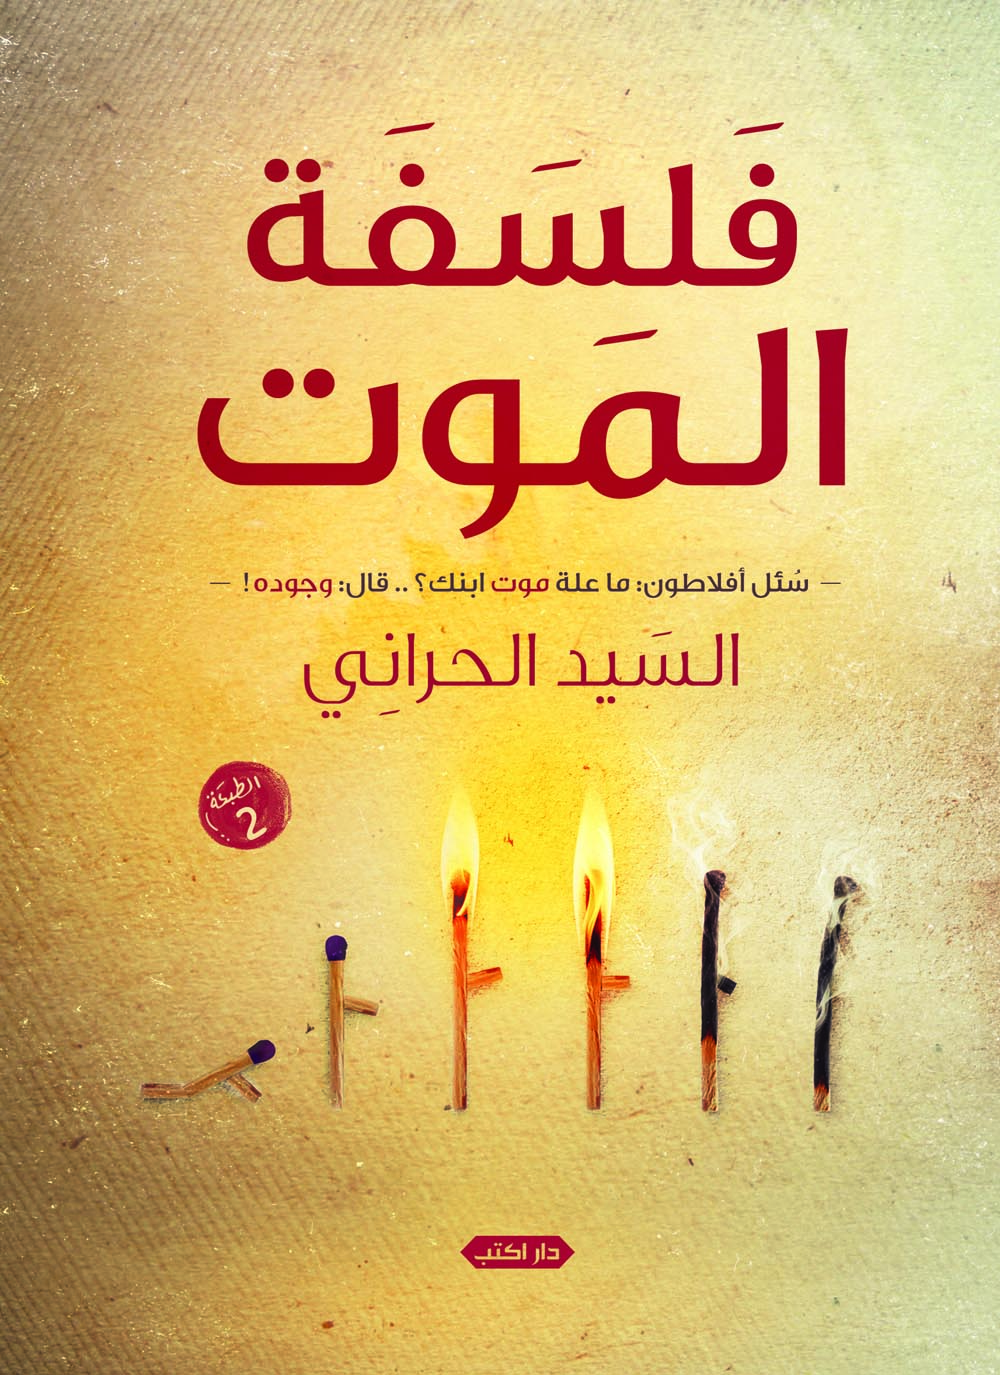 فَلسَفَة
المَوت
– سُئل أفلاطون: ما علة موت ابنك؟ .. قال: وجوده! –
السَيد الحرانِي
الطبعة
2
دار اكتب